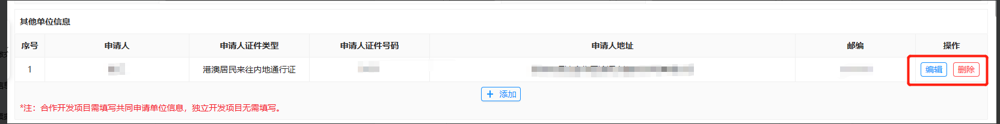 其他单位信息
序号 申请人 申请人证件类型 申请人证件号码 申请人地址 邮编 操作
1 港澳居民来往内地通行证 编辑 删除
+ 添加
*注：合作开发项目需填写共同申请单位信息，独立开发项目无需填写。